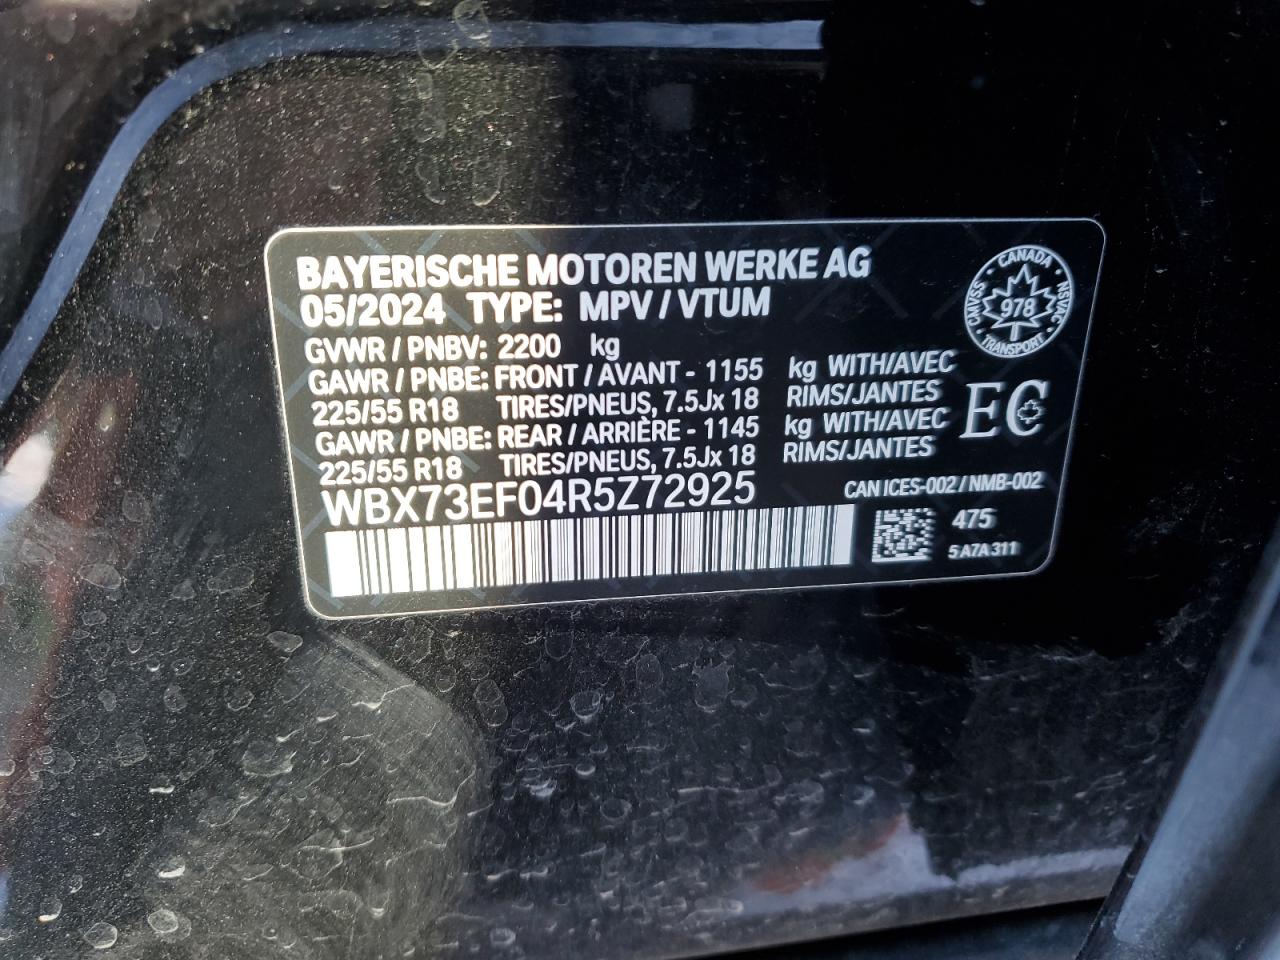 BAYERISCHE MOTOREN WERKE AG
05/2024 TYPE: MPV / VTUM
GVWR / PNBV: 2200 kg
GAWR / PNBE: FRONT / AVANT - 1155 kg WITH/AVEC
225/55 R18 TIRES/PNEUS, 7.5Jx 18 RIMS/JANTES
GAWR / PNBE: REAR / ARRIÈRE - 1145 kg WITH/AVEC
225/55 R18 TIRES/PNEUS, 7.5Jx 18 RIMS/JANTES
WBX73EF04R5Z72925
CANADA
CMVSS
978
NSVAC
TRANSPORT
EC
CAN ICES-002 / NMB-002
475
5A7A311